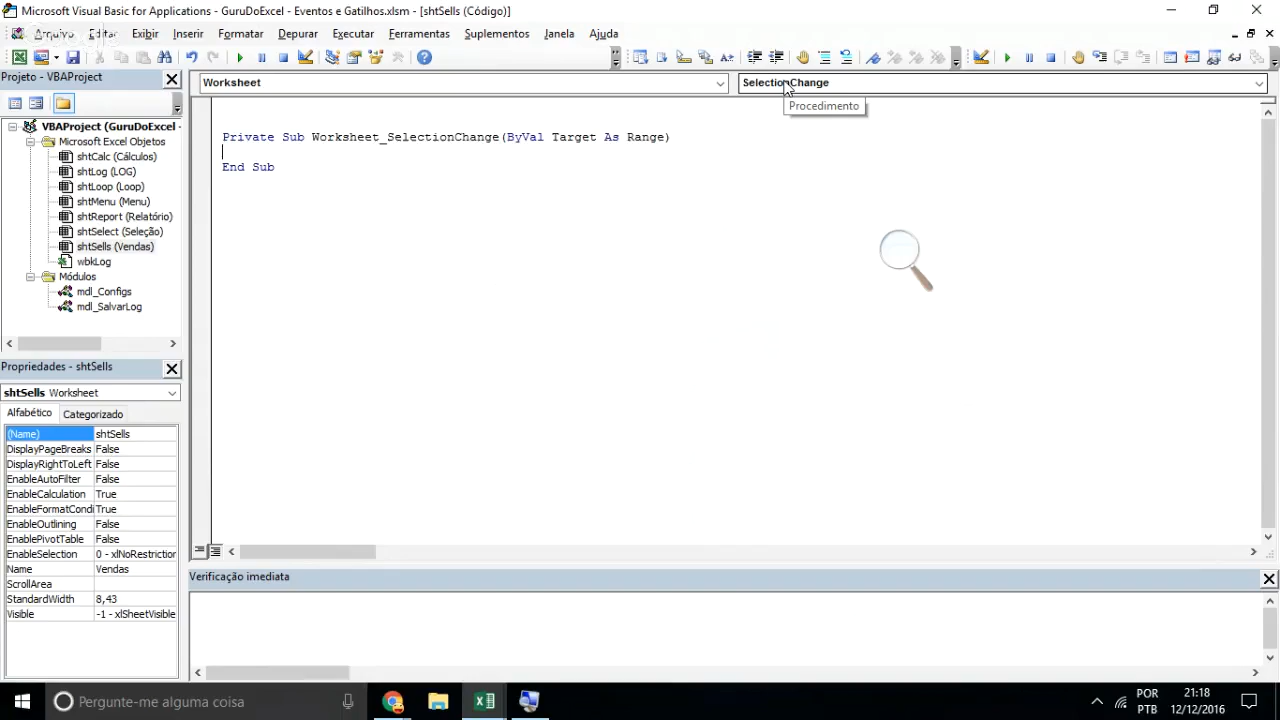 Microsoft Visual Basic for Applications - GuruDoExcel - Eventos e Gatilhos.xlsm - [shtSells (Código)]
Arquivo Editar Exibir Inserir Formatar Depurar Executar Ferramentas Suplementos Janela Ajuda
Projeto - VBAProject
Worksheet
SelectionChange
Procedimento
VBAProject (GuruDoExcel -
Microsoft Excel Objetos
shtCalc (Cálculos)
shtLog (LOG)
shtLoop (Loop)
shtMenu (Menu)
shtReport (Relatório)
shtSelect (Seleção)
shtSells (Vendas)
wbkLog
Módulos
mdl_Configs
mdl_SalvarLog
Private Sub Worksheet_SelectionChange(ByVal Target As Range)
End Sub
Propriedades - shtSells
shtSells Worksheet
Alfabético Categorizado
(Name) shtSells
DisplayPageBreaks False
DisplayRightToLeft False
EnableAutoFilter False
EnableCalculation True
EnableFormatCondi True
EnableOutlining False
EnablePivotTable False
EnableSelection 0 - xlNoRestriction
Name Vendas
ScrollArea
StandardWidth 8,43
Visible -1 - xlSheetVisible
Verificação imediata
Pergunte-me alguma coisa
POR
PTB
21:18
12/12/2016